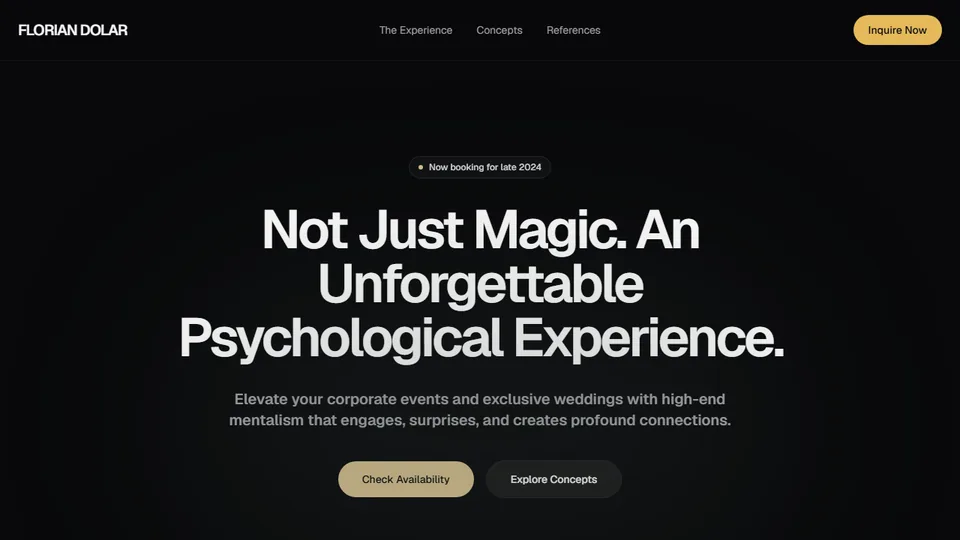 FLORIAN DOLAR
The Experience
Concepts
References
Inquire Now
Now booking for late 2024
Not Just Magic. An
Unforgettable
Psychological Experience.
Elevate your corporate events and exclusive weddings with high-end
mentalism that engages, surprises, and creates profound connections.
Check Availability
Explore Concepts